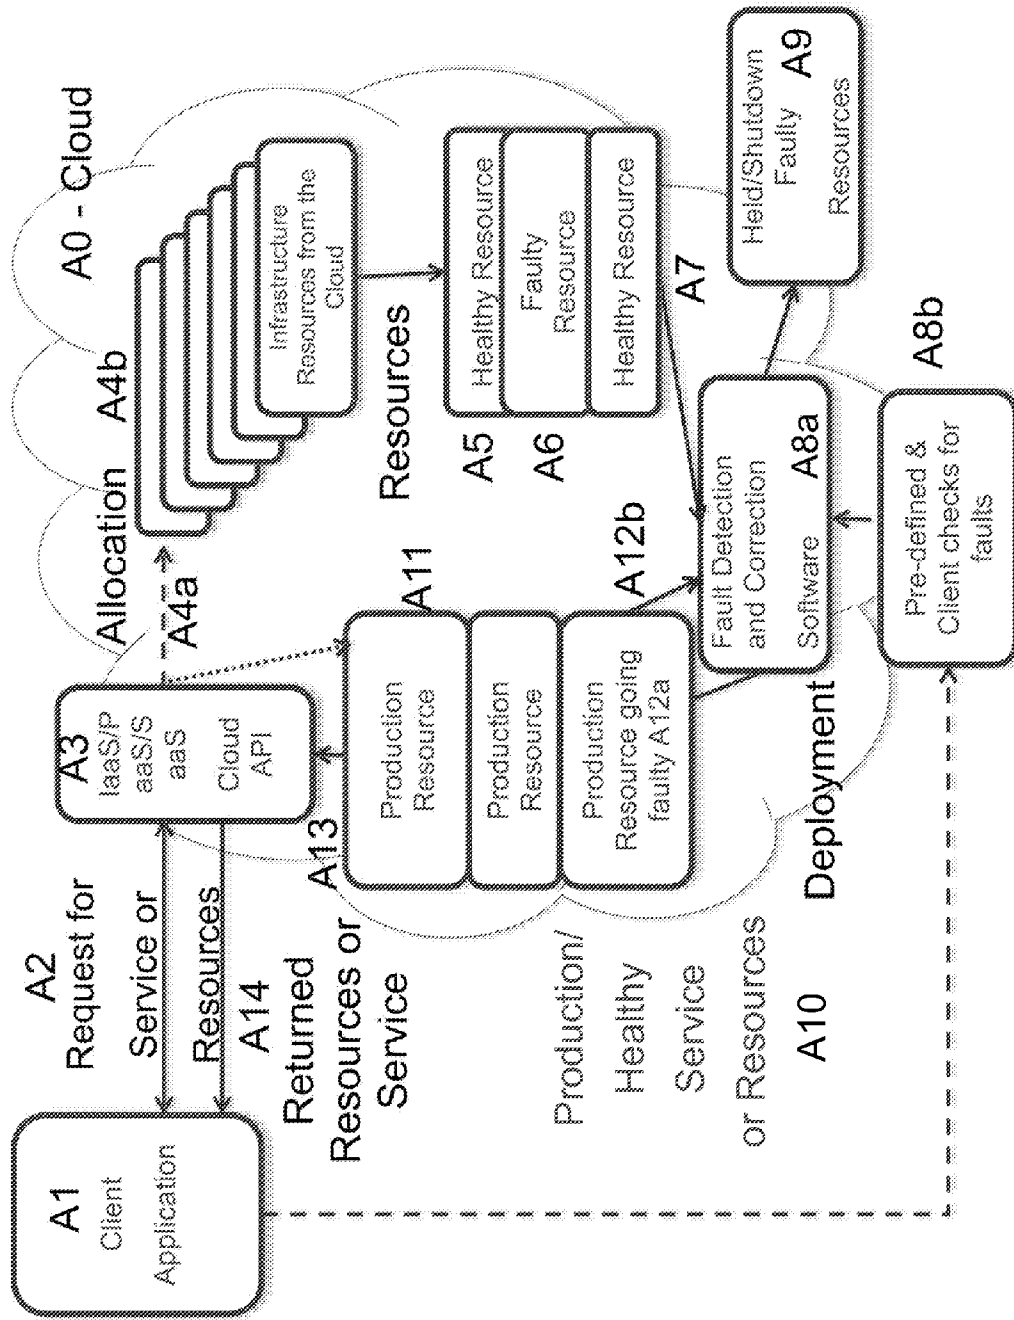 A0 - Cloud
A1
Client
Application
A2
Request for
Service or
Resources
A14
Returned
Resources or
Service
A3
IaaS/P
aaS/S
aaS
Cloud
API
A4a
Allocation A4b
Infrastructure
Resources from the
Cloud
Resources
A5
Healthy Resource
A6
Faulty
Resource
Healthy Resource
A7
A13
A11
Production
Resource
Production
Resource
Production
Resource going
faulty A12a
A12b
Fault Detection
and Correction
Software A8a
Held/Shutdown
Faulty A9
Resources
A8b
Pre-defined &
Client checks for
faults
Production/
Healthy
Service
or Resources
A10
Deployment